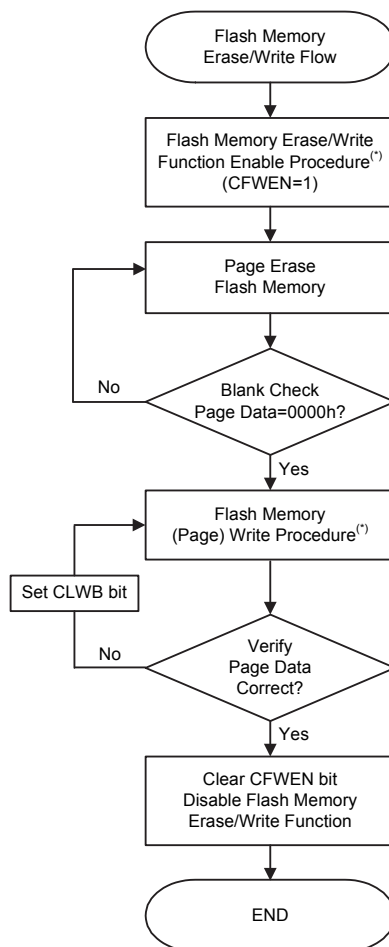 Flash Memory
Erase/Write Flow
Flash Memory Erase/Write
Function Enable Procedure(*)
(CFWEN=1)
Page Erase
Flash Memory
No
Blank Check
Page Data=0000h?
Yes
Flash Memory
(Page) Write Procedure(*)
Set CLWB bit
No
Verify
Page Data
Correct?
Yes
Clear CFWEN bit
Disable Flash Memory
Erase/Write Function
END